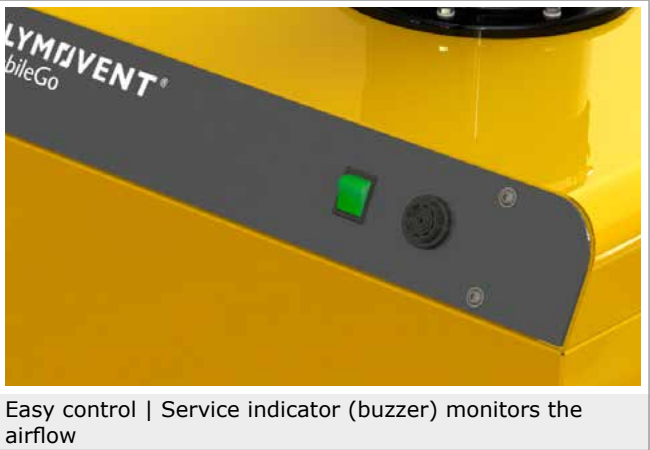 LYMOVENT®
bileGo
Easy control | Service indicator (buzzer) monitors the
airflow